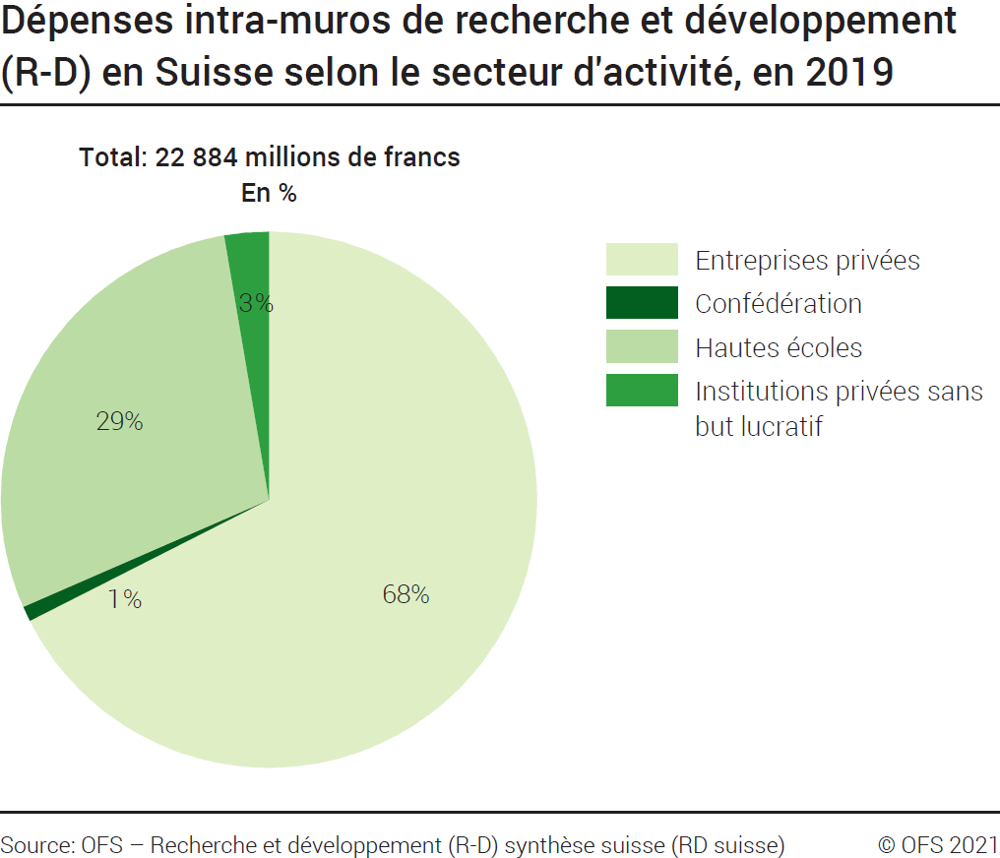 Dépenses intra-muros de recherche et développement
(R-D) en Suisse selon le secteur d'activité, en 2019
Total: 22 884 millions de francs
En %
3%
29%
1%
68%
Entreprises privées
Confédération
Hautes écoles
Institutions privées sans
but lucratif
Source: OFS – Recherche et développement (R-D) synthèse suisse (RD suisse)
© OFS 2021